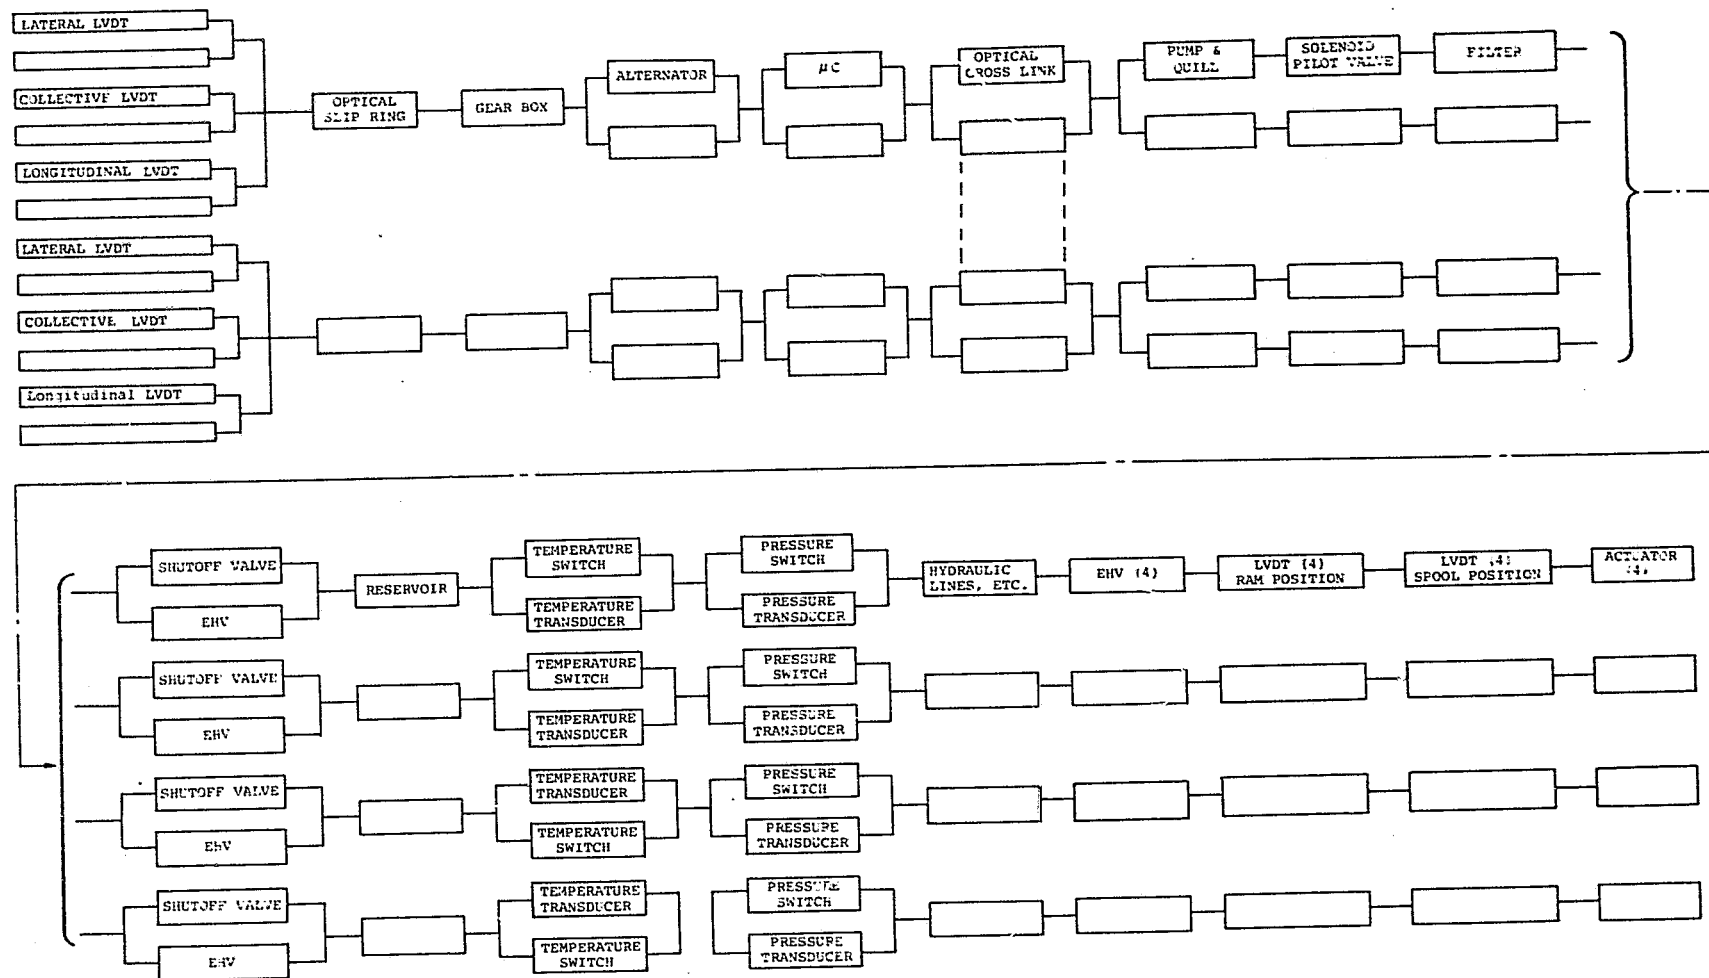 LATERAL LVDT
COLLECTIVE LVDT
LONGITUDINAL LVDT
OPTICAL
SLIP RING
GEAR BOX
ALTERNATOR
μC
OPTICAL
CROSS LINK
PUMP &
QUILL
SOLENOID
PILOT VALVE
FILTER
LATERAL LVDT
COLLECTIVE LVDT
Longitudinal LVDT
SHUTOFF VALVE
EHV
RESERVOIR
TEMPERATURE
SWITCH
TEMPERATURE
TRANSDUCER
PRESSURE
SWITCH
PRESSURE
TRANSDUCER
HYDRAULIC
LINES, ETC.
EHV (4)
LVDT (4)
RAM POSITION
LVDT (4)
SPOOL POSITION
ACTUATOR
(4)
SHUTOFF VALVE
EHV
TEMPERATURE
SWITCH
TEMPERATURE
TRANSDUCER
PRESSURE
SWITCH
PRESSURE
TRANSDUCER
SHUTOFF VALVE
EHV
TEMPERATURE
TRANSDUCER
TEMPERATURE
SWITCH
PRESSURE
SWITCH
PRESSURE
TRANSDUCER
SHUTOFF VALVE
EHV
TEMPERATURE
TRANSDUCER
TEMPERATURE
SWITCH
PRESSURE
SWITCH
PRESSURE
TRANSDUCER